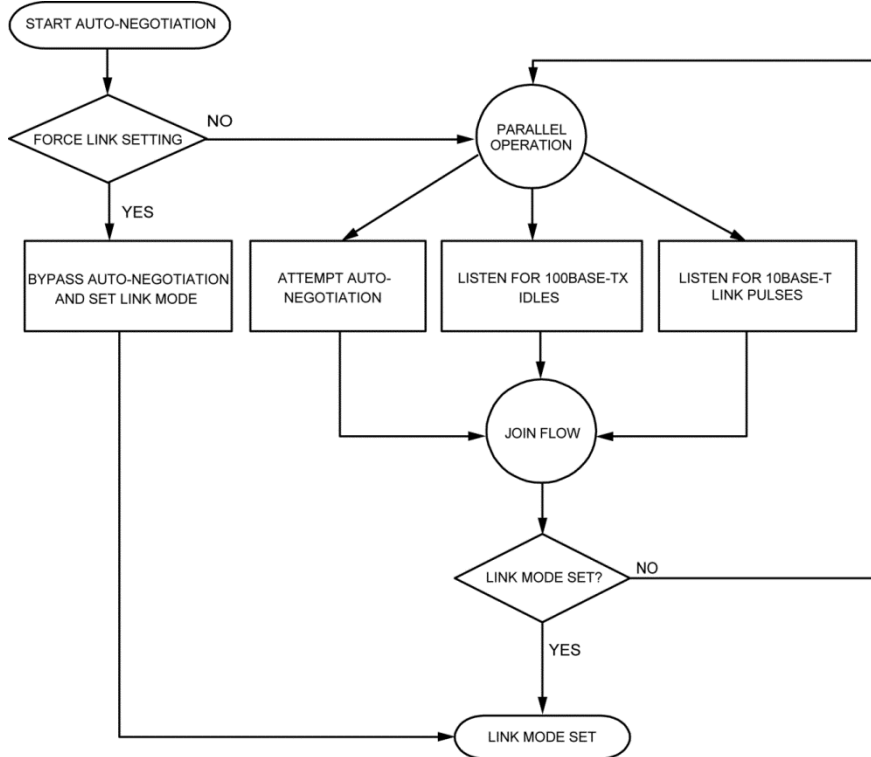 START AUTO-NEGOTIATION
FORCE LINK SETTING
NO
PARALLEL
OPERATION
YES
BYPASS AUTO-NEGOTIATION
AND SET LINK MODE
ATTEMPT AUTO-
NEGOTIATION
LISTEN FOR 100BASE-TX
IDLES
LISTEN FOR 10BASE-T
LINK PULSES
JOIN FLOW
LINK MODE SET?
NO
YES
LINK MODE SET